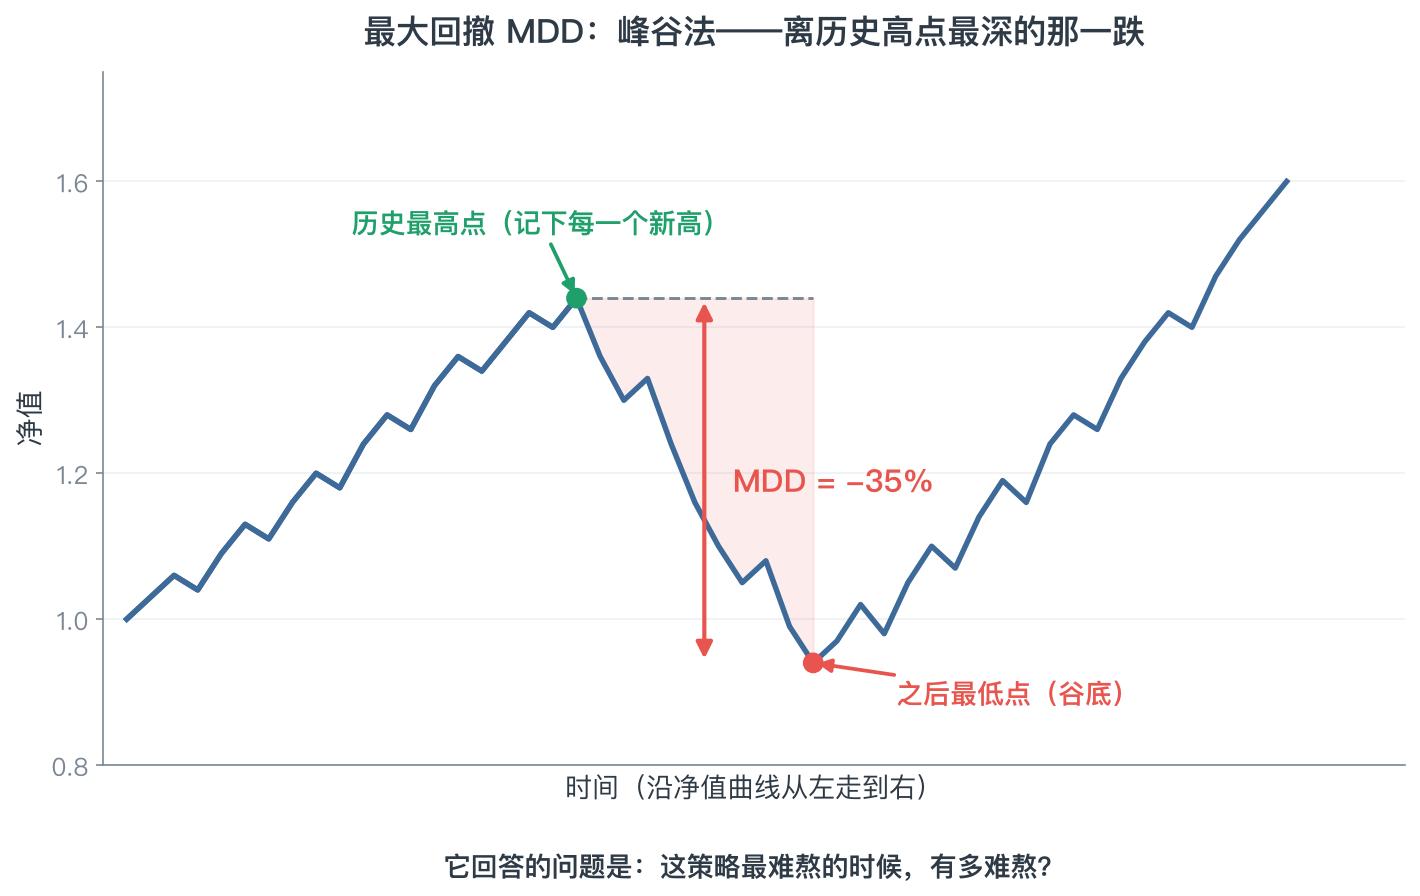 最大回撤 MDD：峰谷法——离历史高点最深的那一跌
历史最高点（记下每一个新高）
1.6
1.4
1.2
1.0
0.8
净值
MDD = −35%
之后最低点（谷底）
时间（沿净值曲线从左走到右）
它回答的问题是：这策略最难熬的时候，有多难熬？